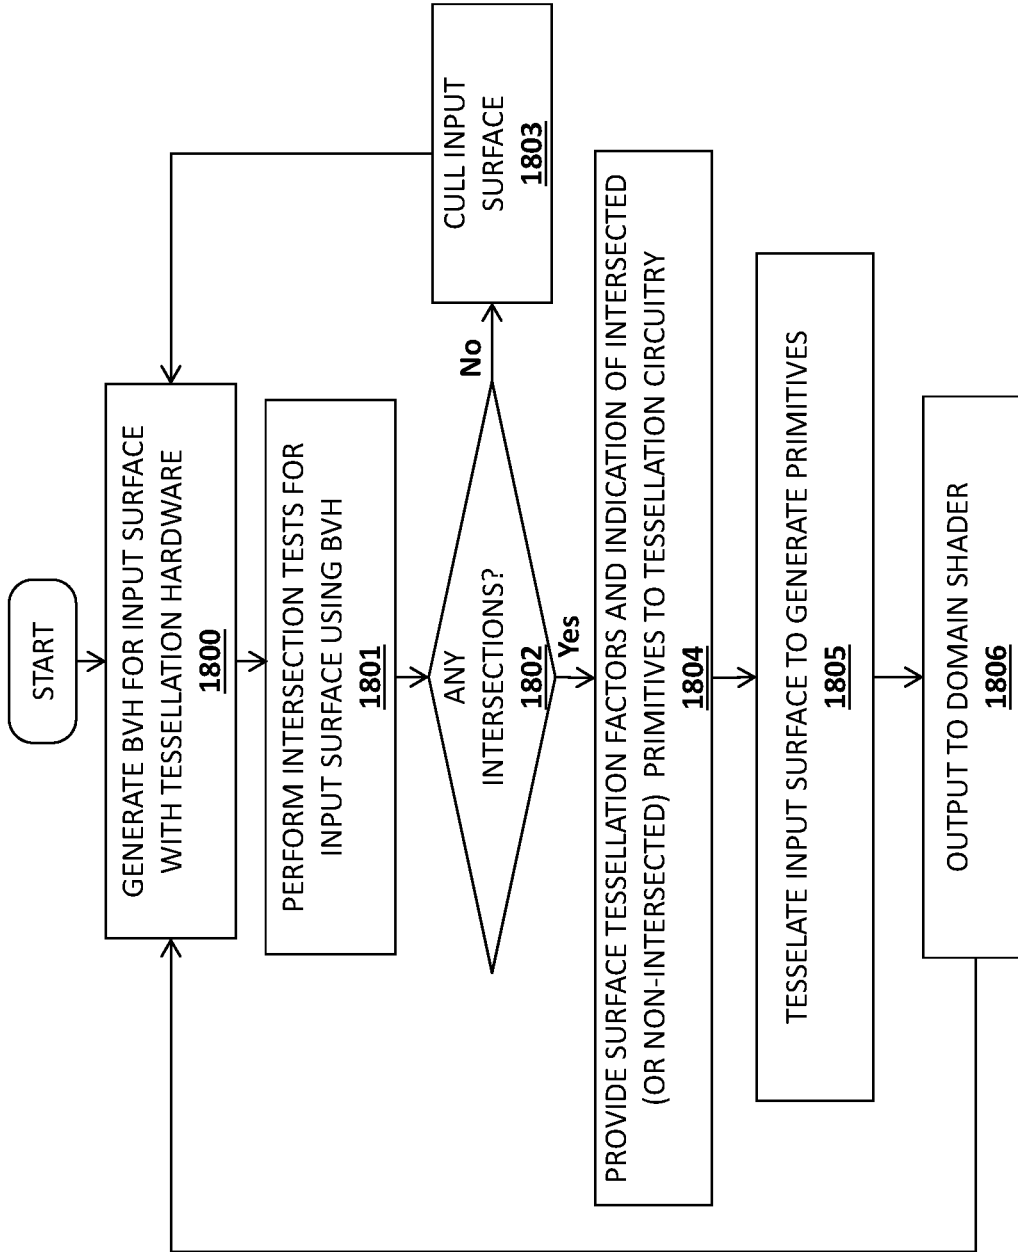 START
GENERATE BVH FOR INPUT SURFACE
WITH TESSELLATION HARDWARE
1800
PERFORM INTERSECTION TESTS FOR
INPUT SURFACE USING BVH
1801
ANY
INTERSECTIONS?
1802
No
CULL INPUT
SURFACE
1803
Yes
PROVIDE SURFACE TESSELLATION FACTORS AND INDICATION OF INTERSECTED
(OR NON-INTERSECTED) PRIMITIVES TO TESSELLATION CIRCUITRY
1804
TESSELATE INPUT SURFACE TO GENERATE PRIMITIVES
1805
OUTPUT TO DOMAIN SHADER
1806